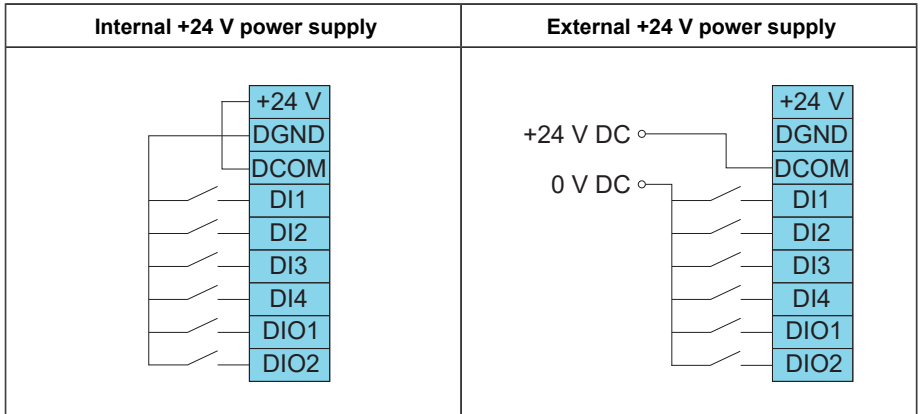 Internal +24 V power supply
External +24 V power supply
+24 V
DGND
DCOM
DI1
DI2
DI3
DI4
DIO1
DIO2
+24 V DC
0 V DC
+24 V
DGND
DCOM
DI1
DI2
DI3
DI4
DIO1
DIO2